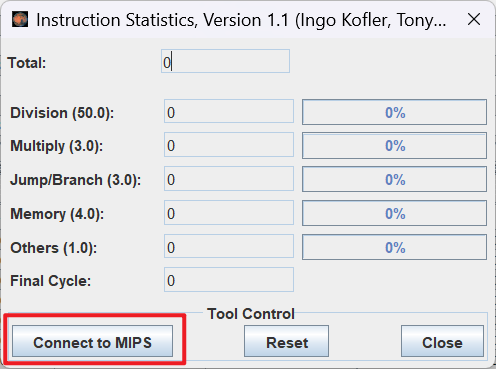 Instruction Statistics, Version 1.1 (Ingo Kofler, Tony...
Total: 0
Division (50.0): 0 0%
Multiply (3.0): 0 0%
Jump/Branch (3.0): 0 0%
Memory (4.0): 0 0%
Others (1.0): 0 0%
Final Cycle: 0
Tool Control
Connect to MIPS Reset Close